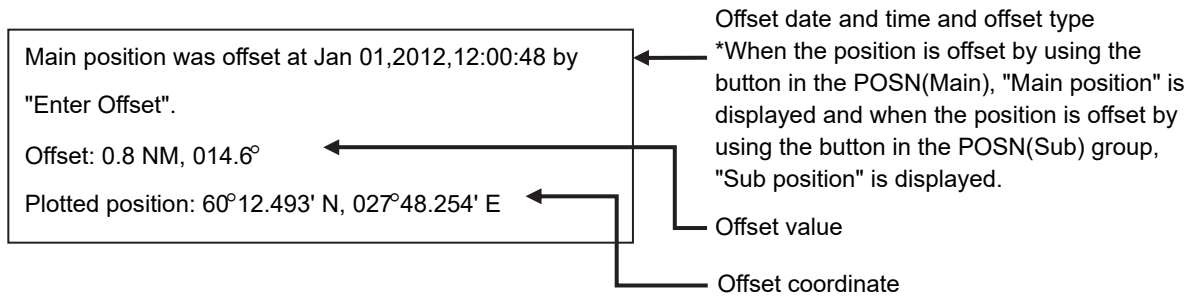 Main position was offset at Jan 01,2012,12:00:48 by
"Enter Offset".
Offset: 0.8 NM, 014.6°
Plotted position: 60°12.493' N, 027°48.254' E
Offset date and time and offset type
*When the position is offset by using the
button in the POSN(Main), "Main position" is
displayed and when the position is offset by
using the button in the POSN(Sub) group,
"Sub position" is displayed.
Offset value
Offset coordinate